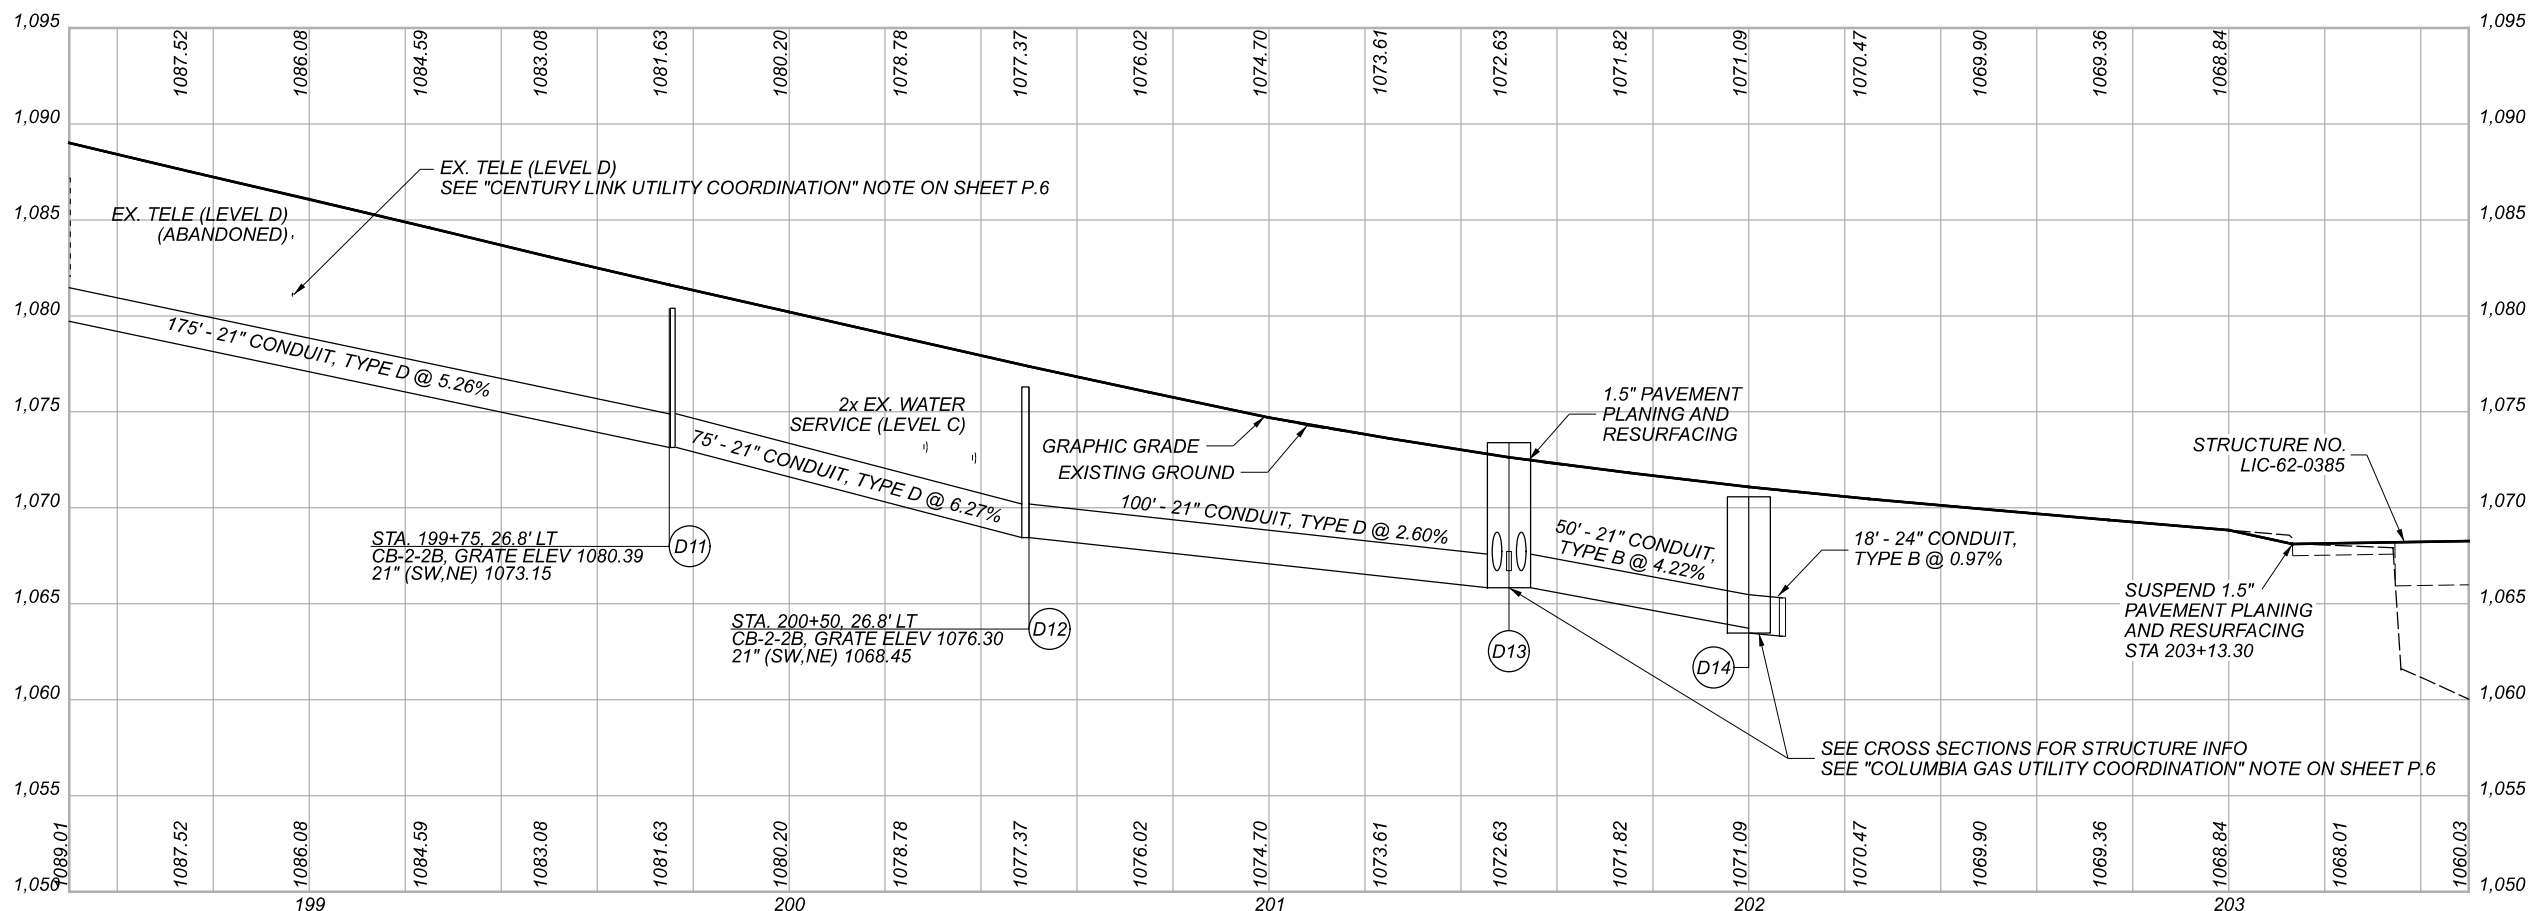 1,095
1,095
1087.52
1086.08
1084.59
1083.08
1081.63
1080.20
1078.78
1077.37
1076.02
1074.70
1073.61
1072.63
1071.82
1071.09
1070.47
1069.90
1069.36
1068.84
1,090
1,090
EX. TELE (LEVEL D)
SEE "CENTURY LINK UTILITY COORDINATION" NOTE ON SHEET P.6
1,085
1,085
EX. TELE (LEVEL D)
(ABANDONED)
1,080
1,080
175' - 21" CONDUIT, TYPE D @ 5.26%
1,075
1,075
2x EX. WATER
SERVICE (LEVEL C)
75' - 21" CONDUIT, TYPE D @ 6.27%
GRAPHIC GRADE
EXISTING GROUND
1.5" PAVEMENT
PLANING AND
RESURFACING
STRUCTURE NO.
LIC-62-0385
1,070
1,070
100' - 21" CONDUIT, TYPE D @ 2.60%
50' - 21" CONDUIT,
TYPE B @ 4.22%
18' - 24" CONDUIT,
TYPE B @ 0.97%
STA. 199+75, 26.8' LT
CB-2-2B, GRATE ELEV 1080.39
21" (SW,NE) 1073.15
D11
1,065
1,065
STA. 200+50, 26.8' LT
CB-2-2B, GRATE ELEV 1076.30
21" (SW,NE) 1068.45
D12
D13
D14
SUSPEND 1.5"
PAVEMENT PLANING
AND RESURFACING
STA 203+13.30
1,060
1,060
SEE CROSS SECTIONS FOR STRUCTURE INFO
SEE "COLUMBIA GAS UTILITY COORDINATION" NOTE ON SHEET P.6
1,055
1,055
1089.01
1087.52
1086.08
1084.59
1083.08
1081.63
1080.20
1078.78
1077.37
1076.02
1074.70
1073.61
1072.63
1071.82
1071.09
1070.47
1069.90
1069.36
1068.84
1068.01
1060.03
1,050
1,050
199
200
201
202
203